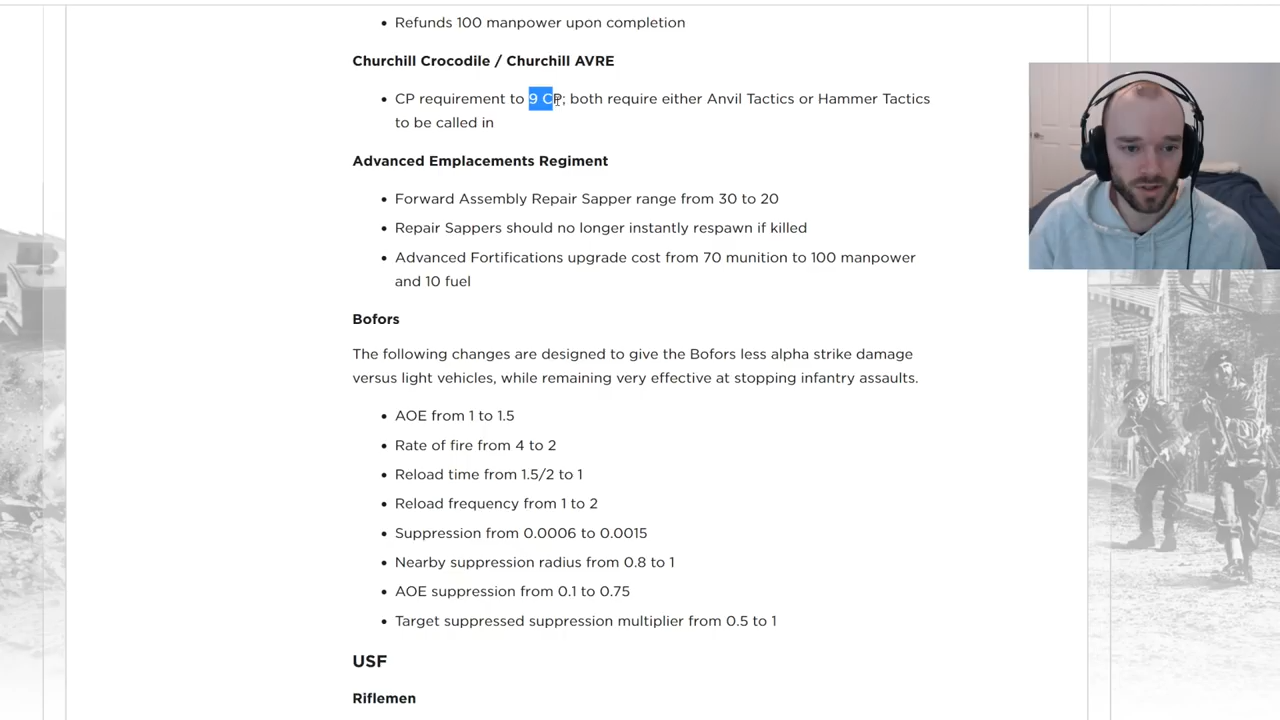 Refunds 100 manpower upon completion
Churchill Crocodile / Churchill AVRE
CP requirement to 9 CP; both require either Anvil Tactics or Hammer Tactics
to be called in
Advanced Emplacements Regiment
Forward Assembly Repair Sapper range from 30 to 20
Repair Sappers should no longer instantly respawn if killed
Advanced Fortifications upgrade cost from 70 munition to 100 manpower
and 10 fuel
Bofors
The following changes are designed to give the Bofors less alpha strike damage
versus light vehicles, while remaining very effective at stopping infantry assaults.
AOE from 1 to 1.5
Rate of fire from 4 to 2
Reload time from 1.5/2 to 1
Reload frequency from 1 to 2
Suppression from 0.0006 to 0.0015
Nearby suppression radius from 0.8 to 1
AOE suppression from 0.1 to 0.75
Target suppressed suppression multiplier from 0.5 to 1
USF
Riflemen